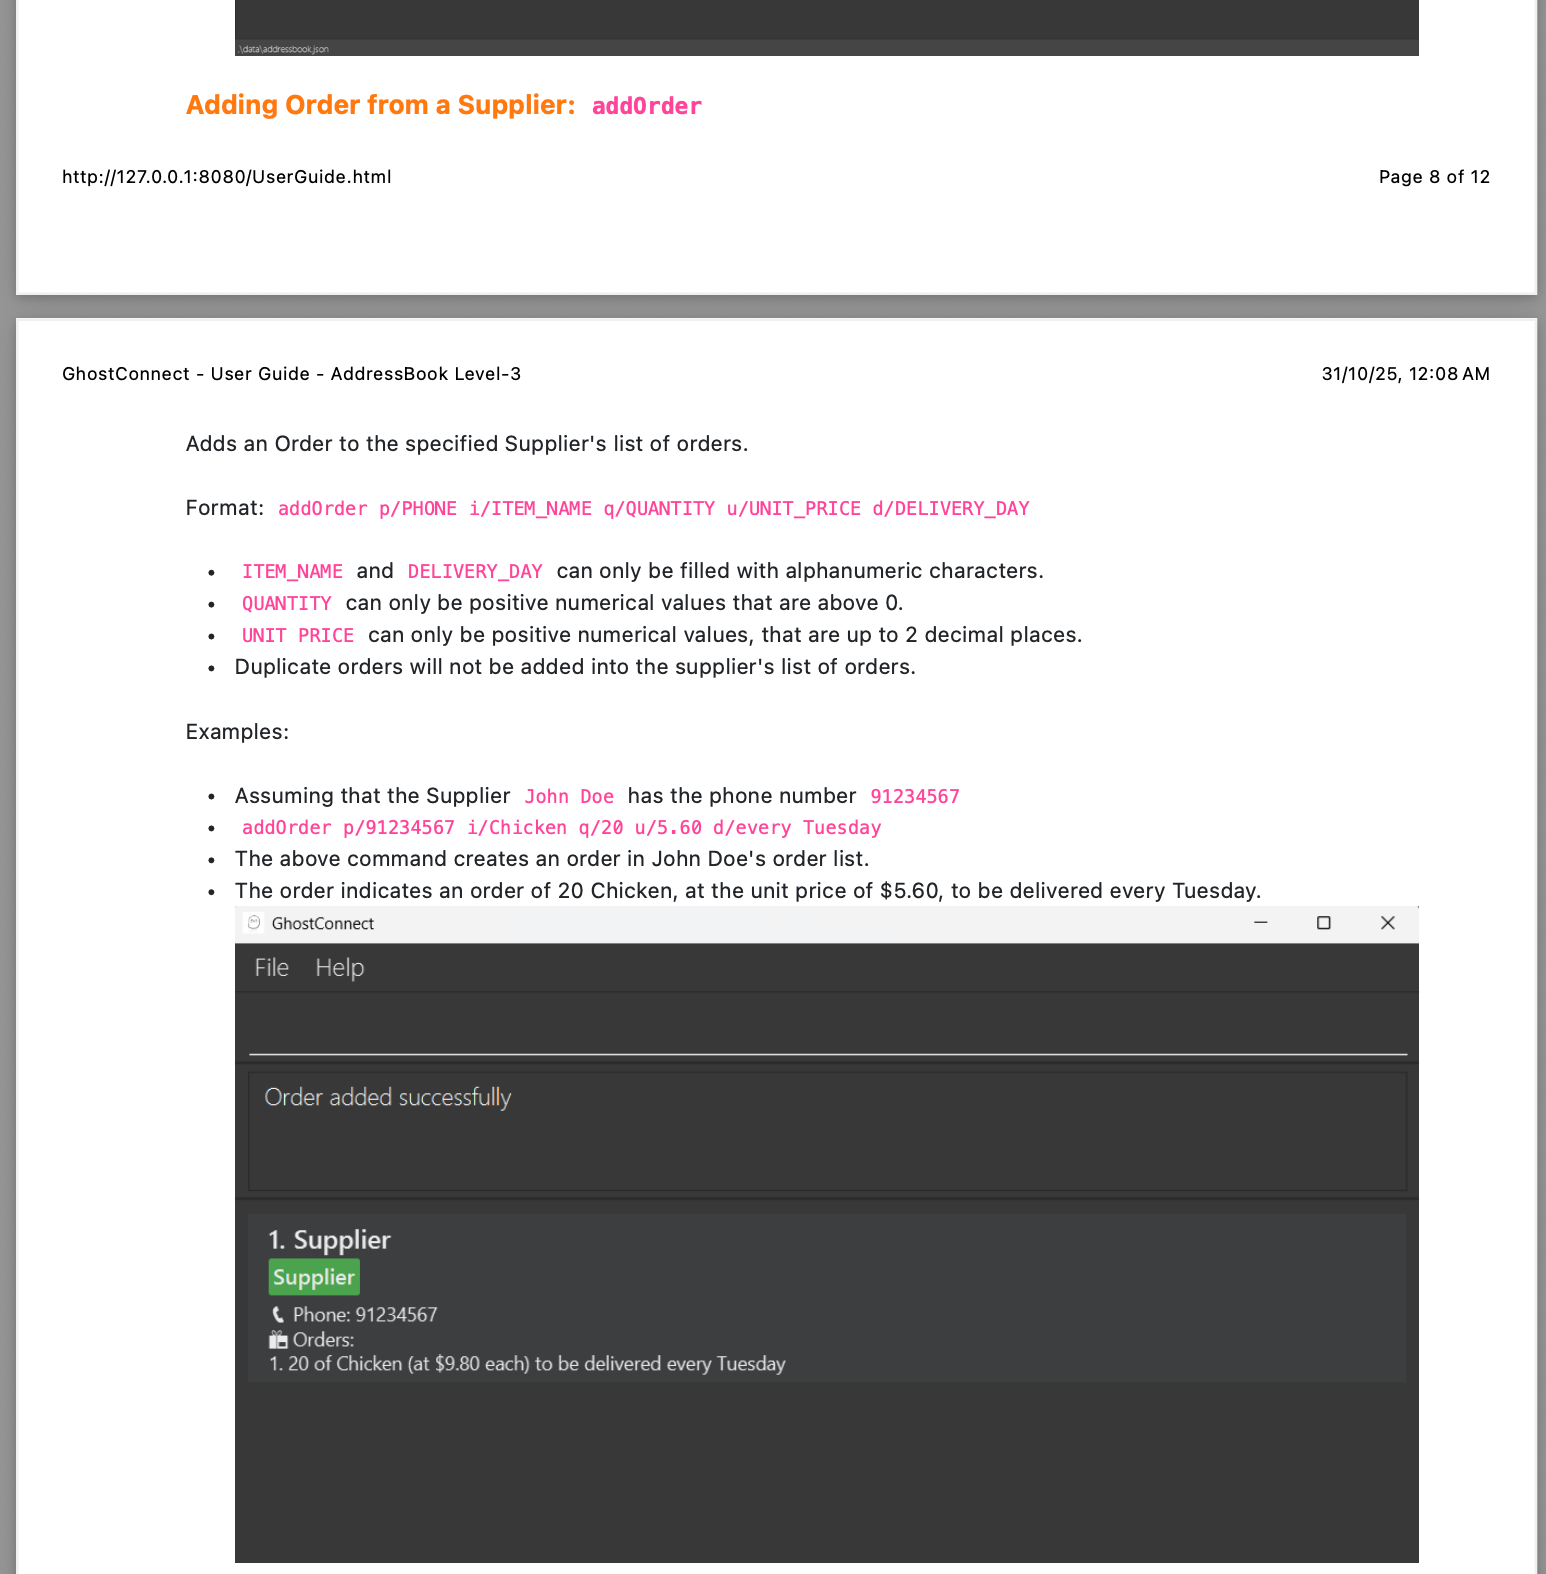 .\data\addressbook.json
Adding Order from a Supplier: addOrder
http://127.0.0.1:8080/UserGuide.html
Page 8 of 12
GhostConnect - User Guide - AddressBook Level-3
31/10/25, 12:08 AM
Adds an Order to the specified Supplier's list of orders.
Format: addOrder p/PHONE i/ITEM_NAME q/QUANTITY u/UNIT_PRICE d/DELIVERY_DAY
• ITEM_NAME and DELIVERY_DAY can only be filled with alphanumeric characters.
• QUANTITY can only be positive numerical values that are above 0.
• UNIT PRICE can only be positive numerical values, that are up to 2 decimal places.
• Duplicate orders will not be added into the supplier's list of orders.
Examples:
• Assuming that the Supplier John Doe has the phone number 91234567
• addOrder p/91234567 i/Chicken q/20 u/5.60 d/every Tuesday
• The above command creates an order in John Doe's order list.
• The order indicates an order of 20 Chicken, at the unit price of $5.60, to be delivered every Tuesday.
GhostConnect
File Help
Order added successfully
1. Supplier
Supplier
Phone: 91234567
Orders:
1. 20 of Chicken (at $9.80 each) to be delivered every Tuesday